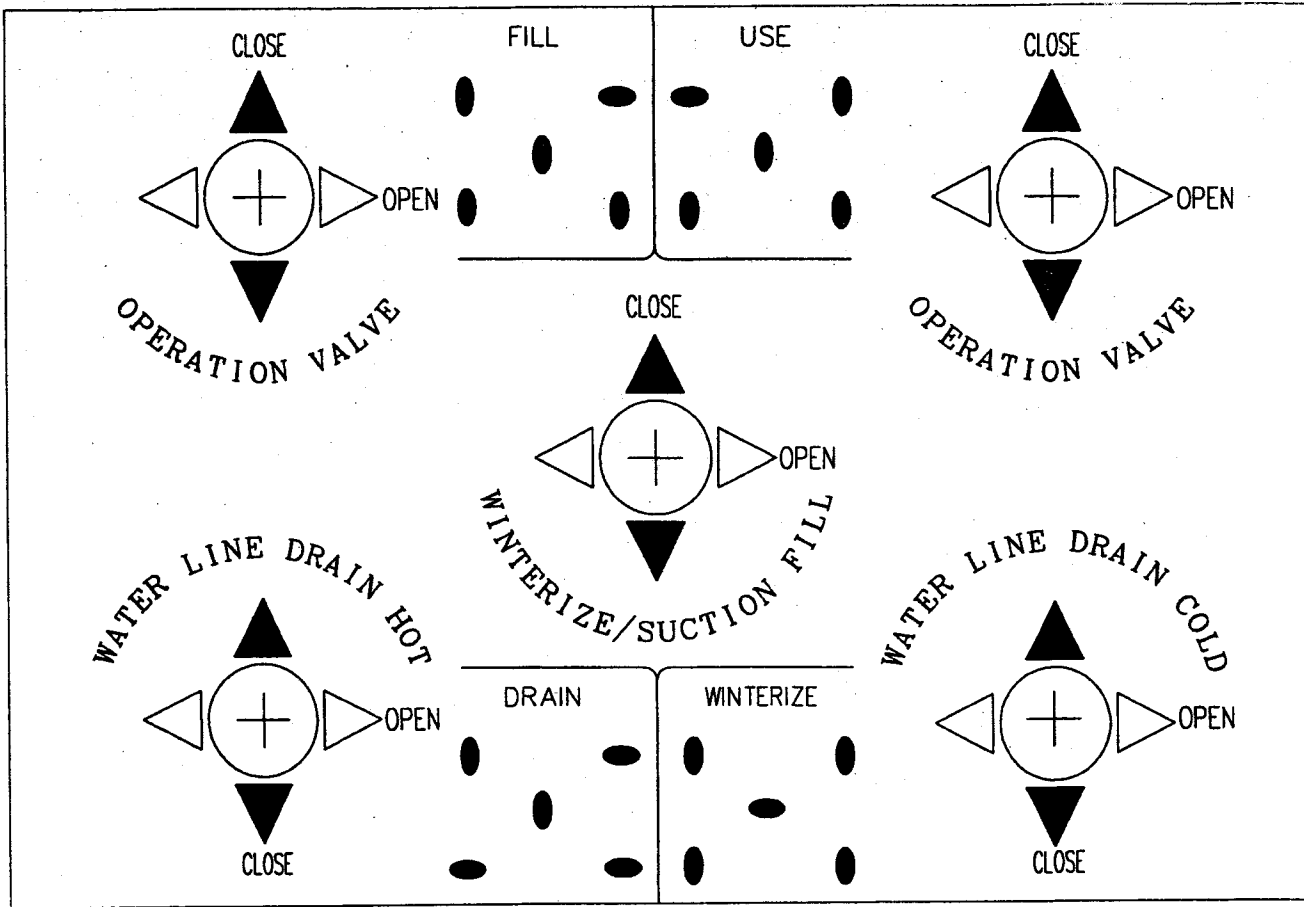 CLOSE
OPEN
OPERATION VALVE
FILL
USE
CLOSE
OPEN
OPERATION VALVE
CLOSE
OPEN
WINTERIZE/SUCTION FILL
WATER LINE DRAIN HOT
OPEN
CLOSE
DRAIN
WINTERIZE
WATER LINE DRAIN COLD
OPEN
CLOSE